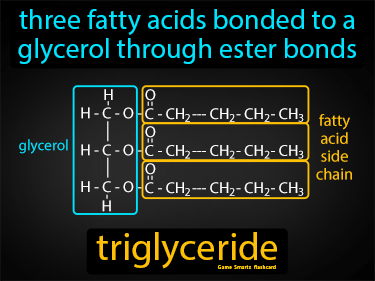 three fatty acids bonded to a
glycerol through ester bonds
H O
H - C - O - C - CH2--- CH2- CH2- CH3
O
glycerol H - C - O - C - CH2--- CH2- CH2- CH3
O
H - C - O - C - CH2--- CH2- CH2- CH3
H
fatty
acid
side
chain
triglyceride
Game Smartz flashcard